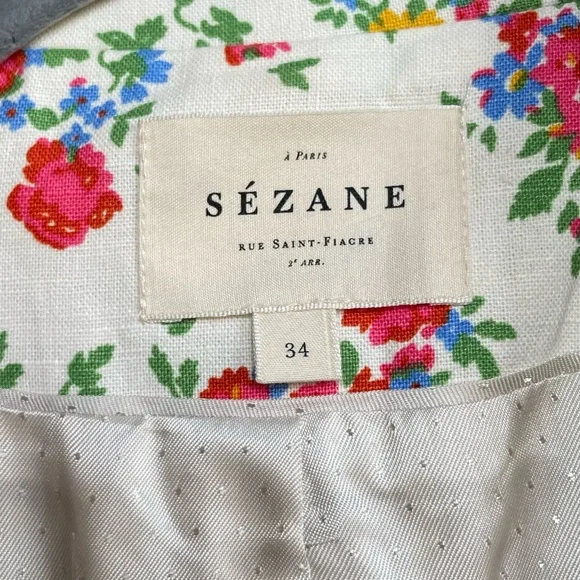 À PARIS
SÉZANE
RUE SAINT-FIACRE
2ᵉ ARR.
34